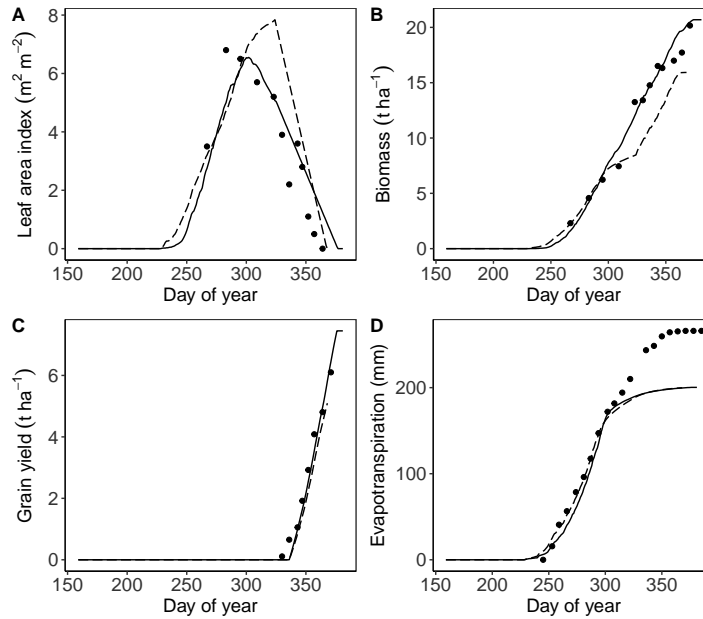 A
Leaf area index (m² m⁻²)
8
6
4
2
0
150 200 250 300 350
Day of year
B
Biomass (t ha⁻¹)
20
15
10
5
0
150 200 250 300 350
Day of year
C
Grain yield (t ha⁻¹)
6
4
2
0
150 200 250 300 350
Day of year
D
Evapotranspiration (mm)
200
100
0
150 200 250 300 350
Day of year